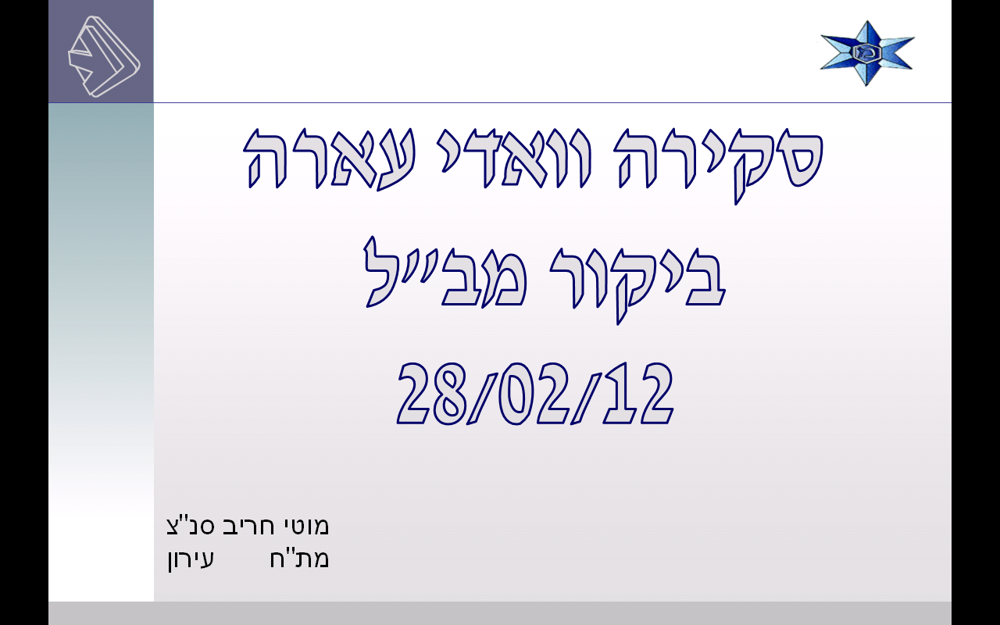 סקירה וואדי עארה
ביקור מב"ל
28/02/12
מוטי חריב סנ"צ
מת"ח עירון